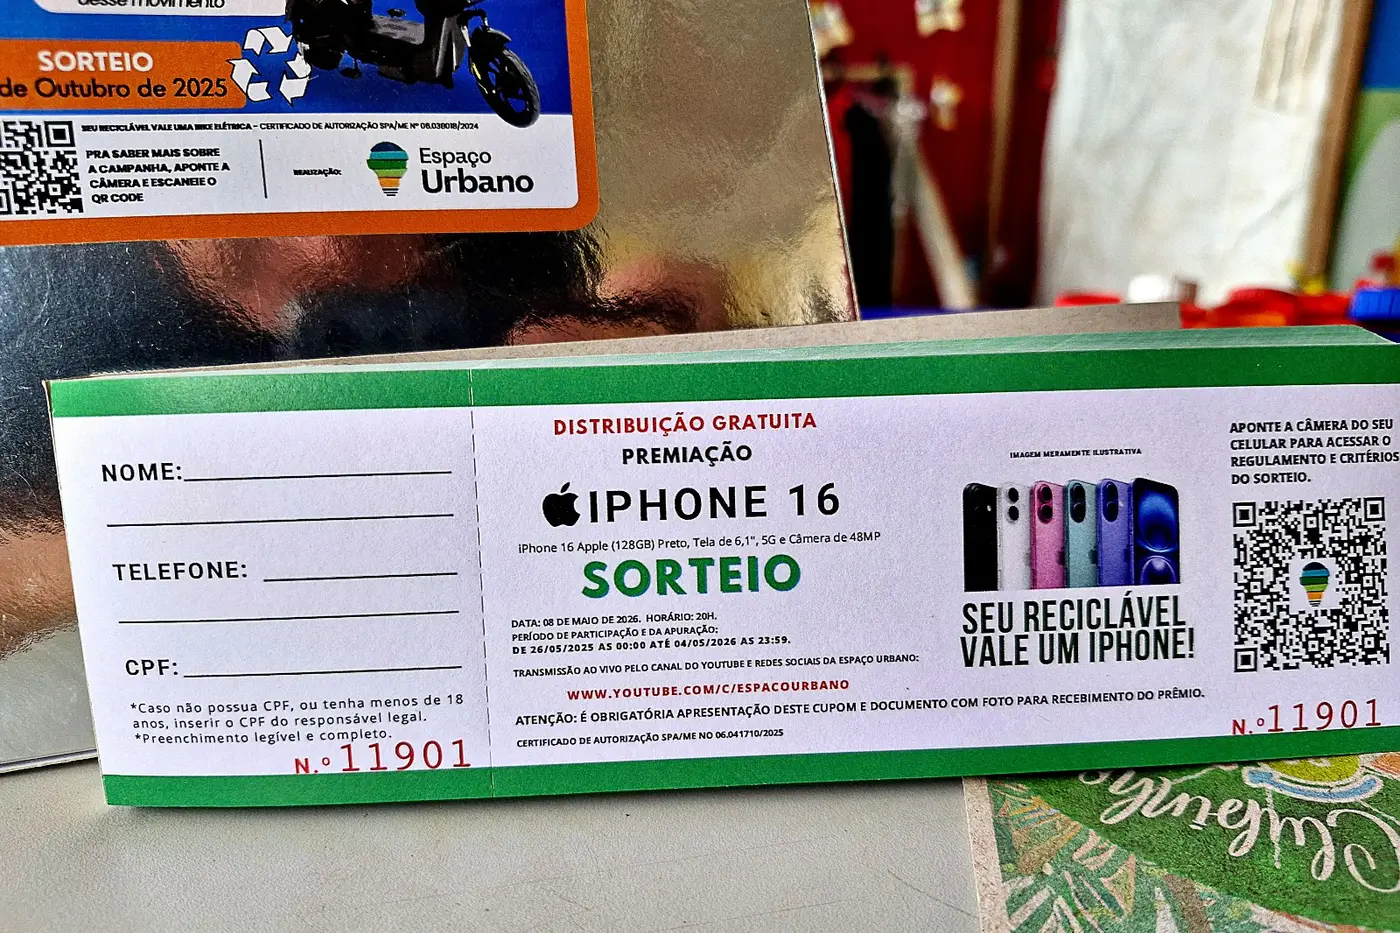 desse movimento
SORTEIO
de Outubro de 2025
SEU RECICLÁVEL VALE UMA BIKE ELÉTRICA - CERTIFICADO DE AUTORIZAÇÃO SPA/ME Nº 06.038018/2024
PRA SABER MAIS SOBRE
A CAMPANHA, APONTE A
CÂMERA E ESCANEIE O
QR CODE
REALIZAÇÃO:
Espaço
Urbano
NOME:
TELEFONE:
CPF:
*Caso não possua CPF, ou tenha menos de 18
anos, inserir o CPF do responsável legal.
*Preenchimento legível e completo.
N.º 11901
DISTRIBUIÇÃO GRATUITA
PREMIAÇÃO
IPHONE 16
iPhone 16 Apple (128GB) Preto, Tela de 6,1", 5G e Câmera de 48MP
SORTEIO
DATA: 08 DE MAIO DE 2026. HORÁRIO: 20H.
PERÍODO DE PARTICIPAÇÃO E DA APURAÇÃO:
DE 26/05/2025 AS 00:00 ATÉ 04/05/2026 AS 23:59.
TRANSMISSÃO AO VIVO PELO CANAL DO YOUTUBE E REDES SOCIAIS DA ESPAÇO URBANO:
WWW.YOUTUBE.COM/C/ESPACOURBANO
ATENÇÃO: É OBRIGATÓRIA APRESENTAÇÃO DESTE CUPOM E DOCUMENTO COM FOTO PARA RECEBIMENTO DO PRÊMIO.
CERTIFICADO DE AUTORIZAÇÃO SPA/ME NO 06.041710/2025
IMAGEM MERAMENTE ILUSTRATIVA
SEU RECICLÁVEL
VALE UM IPHONE!
APONTE A CÂMERA DO SEU
CELULAR PARA ACESSAR O
REGULAMENTO E CRITÉRIOS
DO SORTEIO.
N.º 11901
Clubinho
a